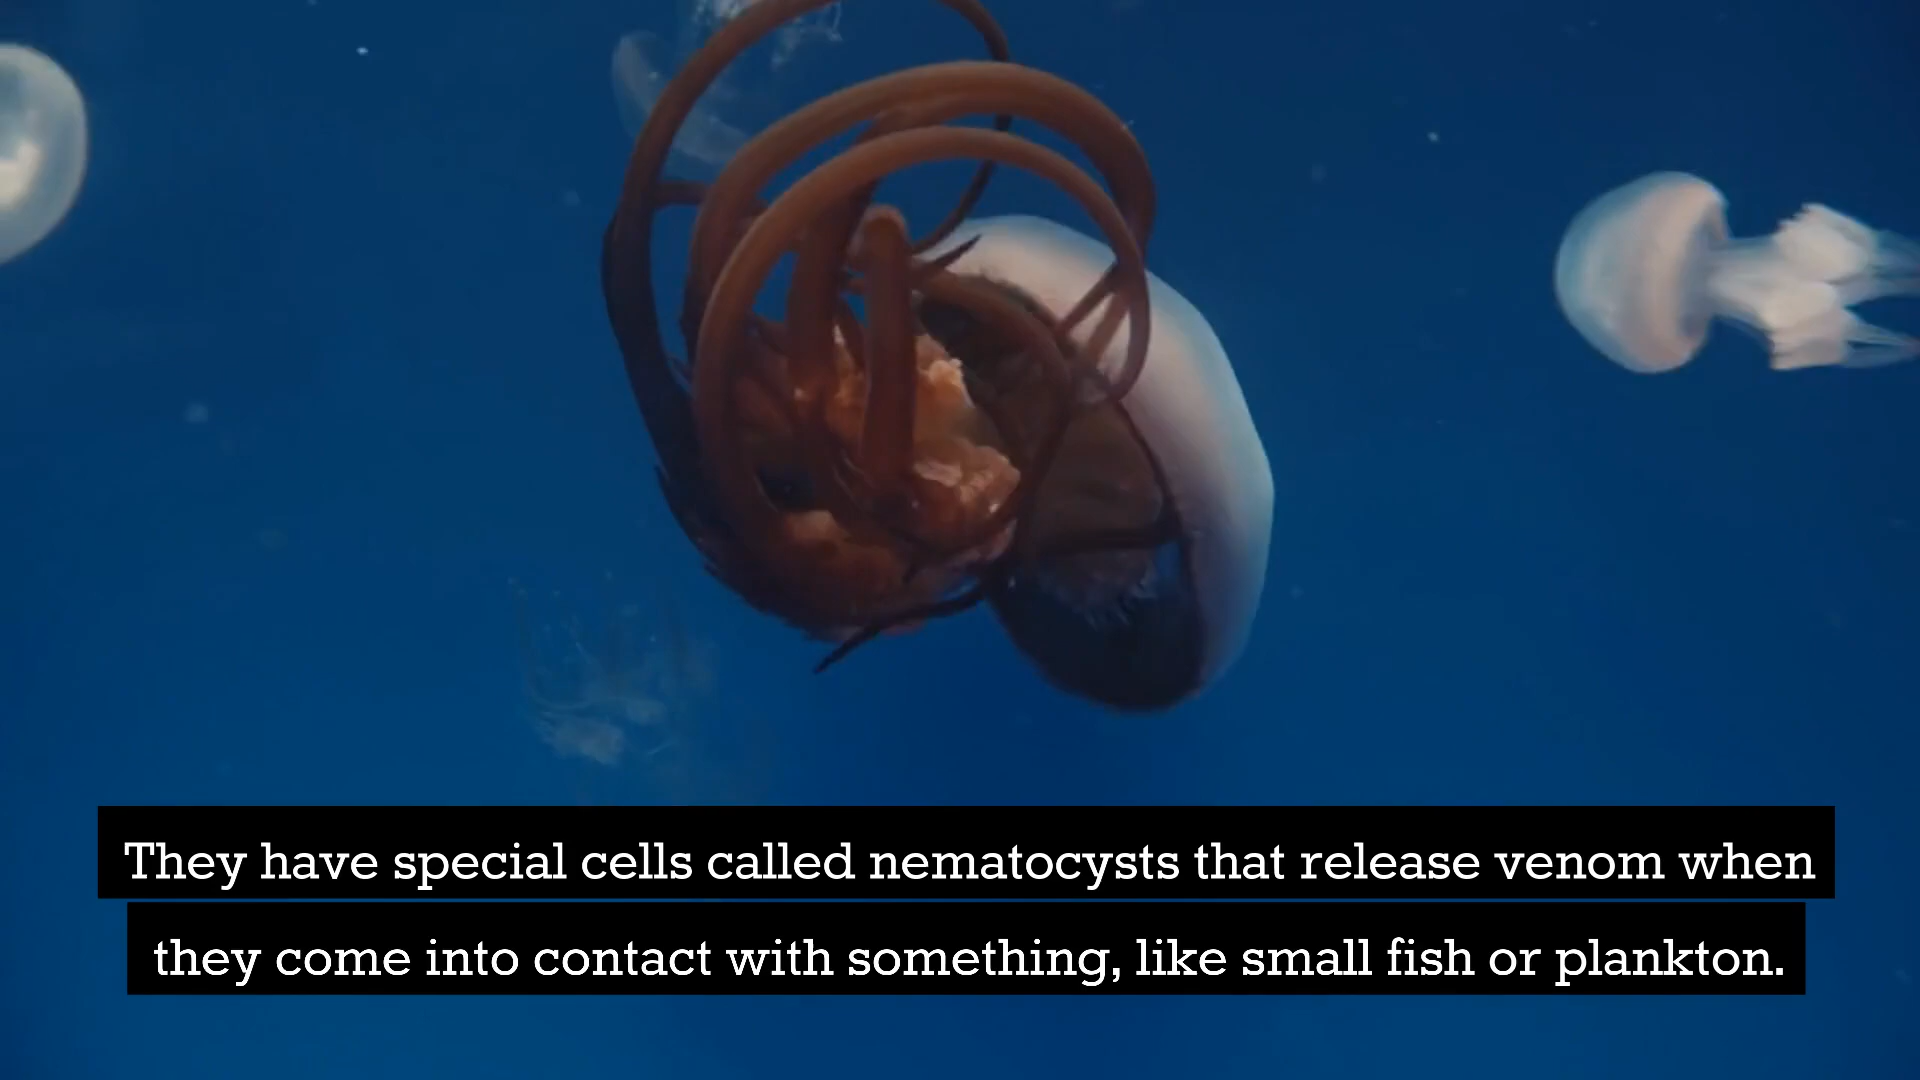 They have special cells called nematocysts that release venom when
they come into contact with something, like small fish or plankton.